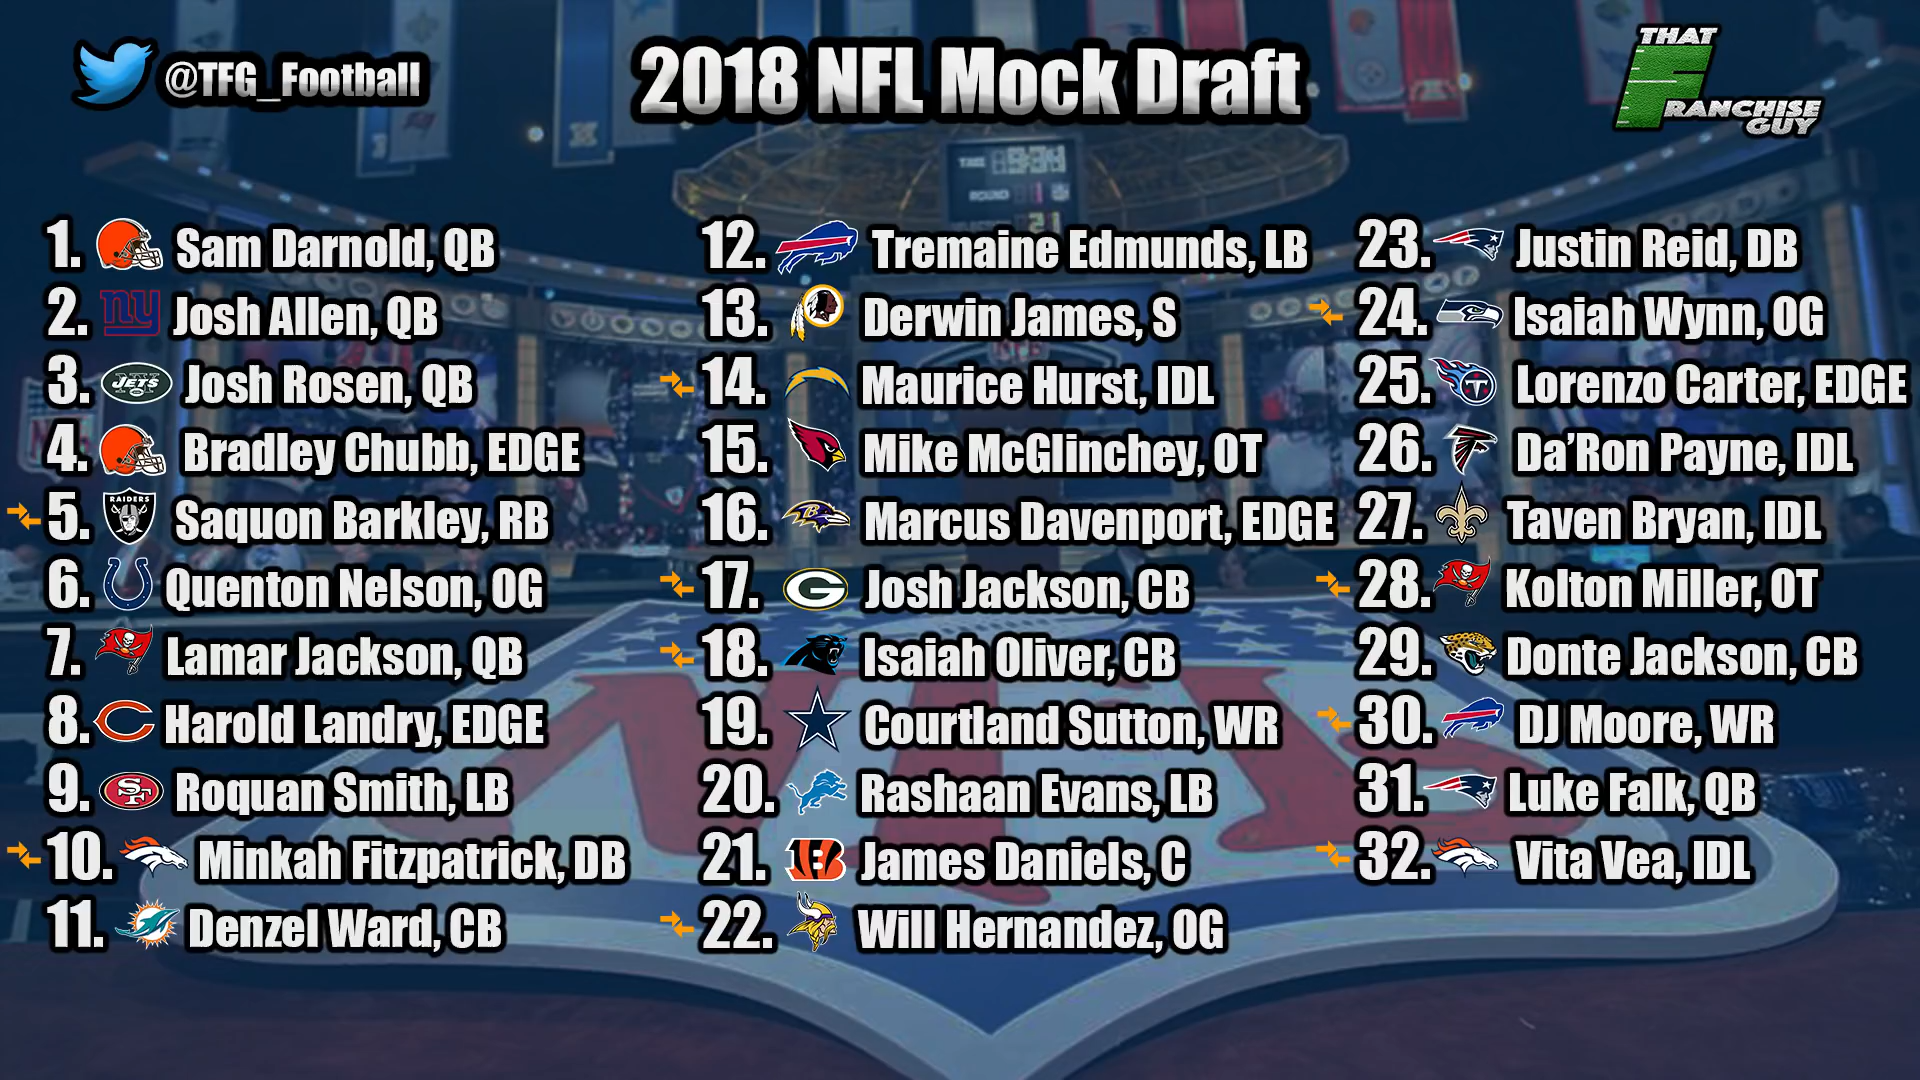 @TFG_Football
2018 NFL Mock Draft
THAT
FRANCHISE
GUY
1. Sam Darnold, QB
2. ny Josh Allen, QB
3. JETS Josh Rosen, QB
4. Bradley Chubb, EDGE
5. RAIDERS Saquon Barkley, RB
6. Quenton Nelson, OG
7. Lamar Jackson, QB
8. C Harold Landry, EDGE
9. SF Roquan Smith, LB
10. Minkah Fitzpatrick, DB
11. Denzel Ward, CB
12. Tremaine Edmunds, LB
13. Derwin James, S
14. Maurice Hurst, IDL
15. Mike McGlinchey, OT
16. Marcus Davenport, EDGE
17. G Josh Jackson, CB
18. Isaiah Oliver, CB
19. Courtland Sutton, WR
20. Rashaan Evans, LB
21. B James Daniels, C
22. Will Hernandez, OG
23. Justin Reid, DB
24. Isaiah Wynn, OG
25. T Lorenzo Carter, EDGE
26. Da'Ron Payne, IDL
27. Taven Bryan, IDL
28. Kolton Miller, OT
29. Donte Jackson, CB
30. DJ Moore, WR
31. Luke Falk, QB
32. Vita Vea, IDL
NFL